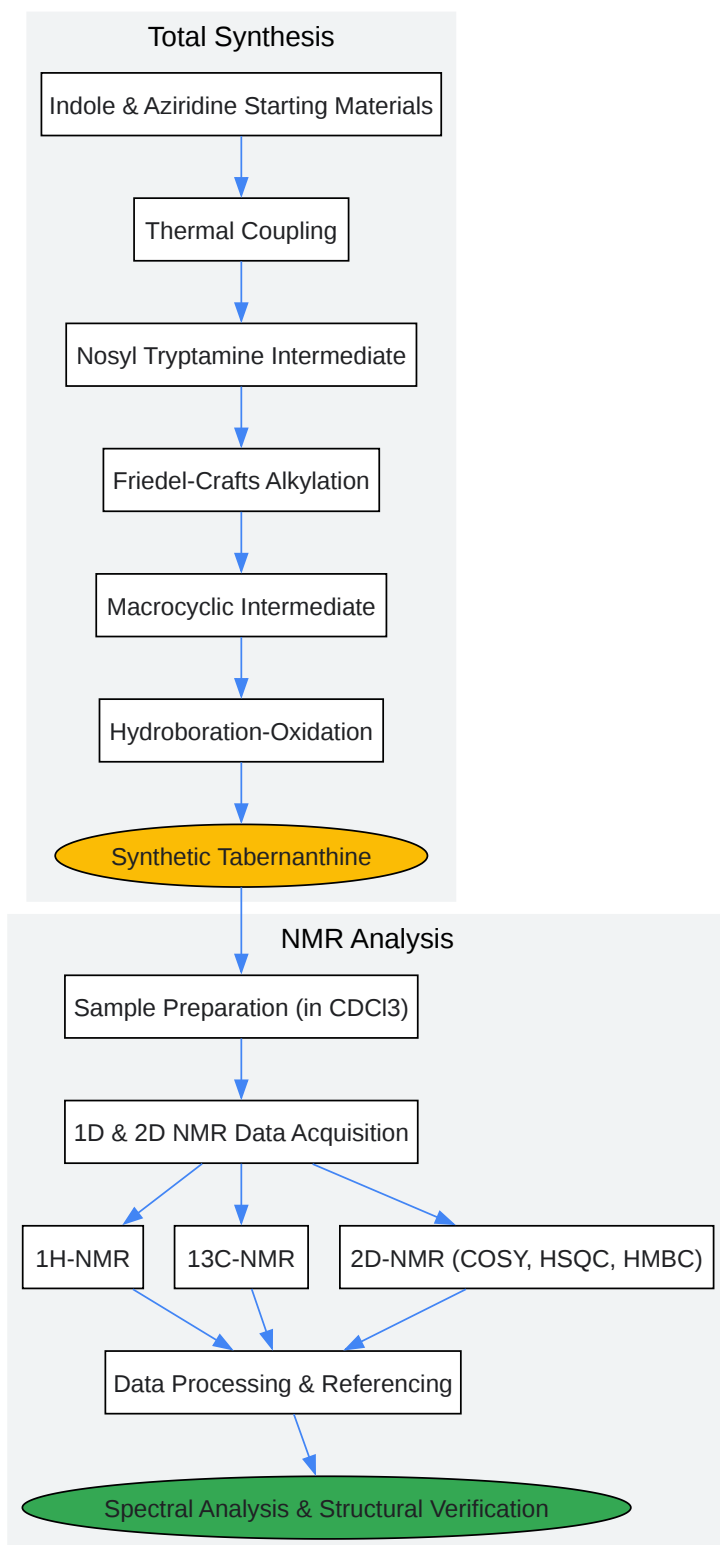 Total Synthesis
Indole & Aziridine Starting Materials
Thermal Coupling
Nosyl Tryptamine Intermediate
Friedel-Crafts Alkylation
Macrocyclic Intermediate
Hydroboration-Oxidation
Synthetic Tabernanthine
NMR Analysis
Sample Preparation (in CDCl3)
1D & 2D NMR Data Acquisition
1H-NMR
13C-NMR
2D-NMR (COSY, HSQC, HMBC)
Data Processing & Referencing
Spectral Analysis & Structural Verification